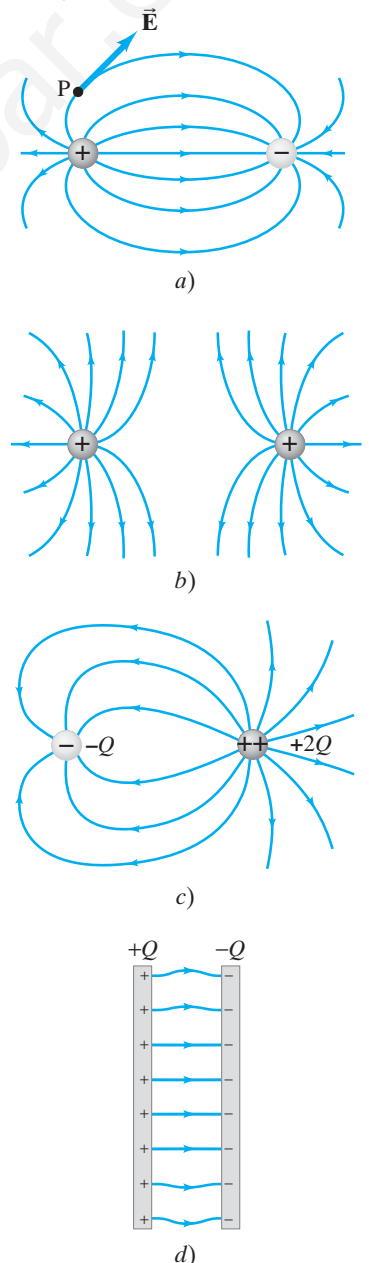 E
P
+ −
a)
+ +
b)
− −Q ++ +2Q
c)
+Q −Q
+ −
+ −
+ −
+ −
+ −
+ −
+ −
+ −
d)